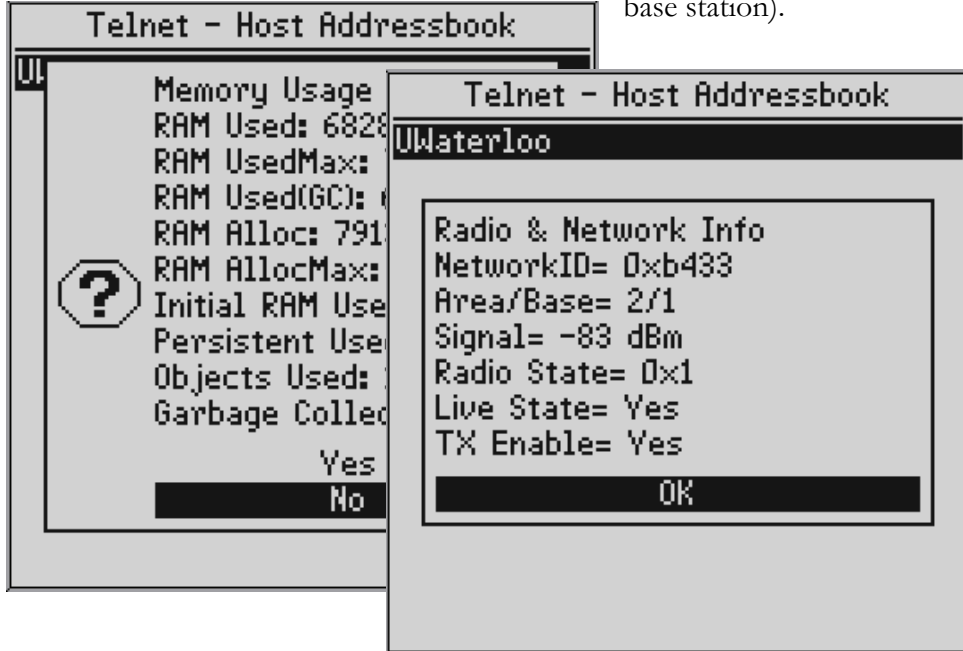 base station).
Telnet - Host Addressbook
Memory Usage
RAM Used: 6828
RAM UsedMax:
RAM Used(GC):
RAM Alloc: 791
RAM AllocMax:
Initial RAM Use
Persistent Use
Objects Used:
Garbage Collec
Yes
No
Telnet - Host Addressbook
UWaterloo
Radio & Network Info
NetworkID= 0xb433
Area/Base= 2/1
Signal= -83 dBm
Radio State= 0x1
Live State= Yes
TX Enable= Yes
OK